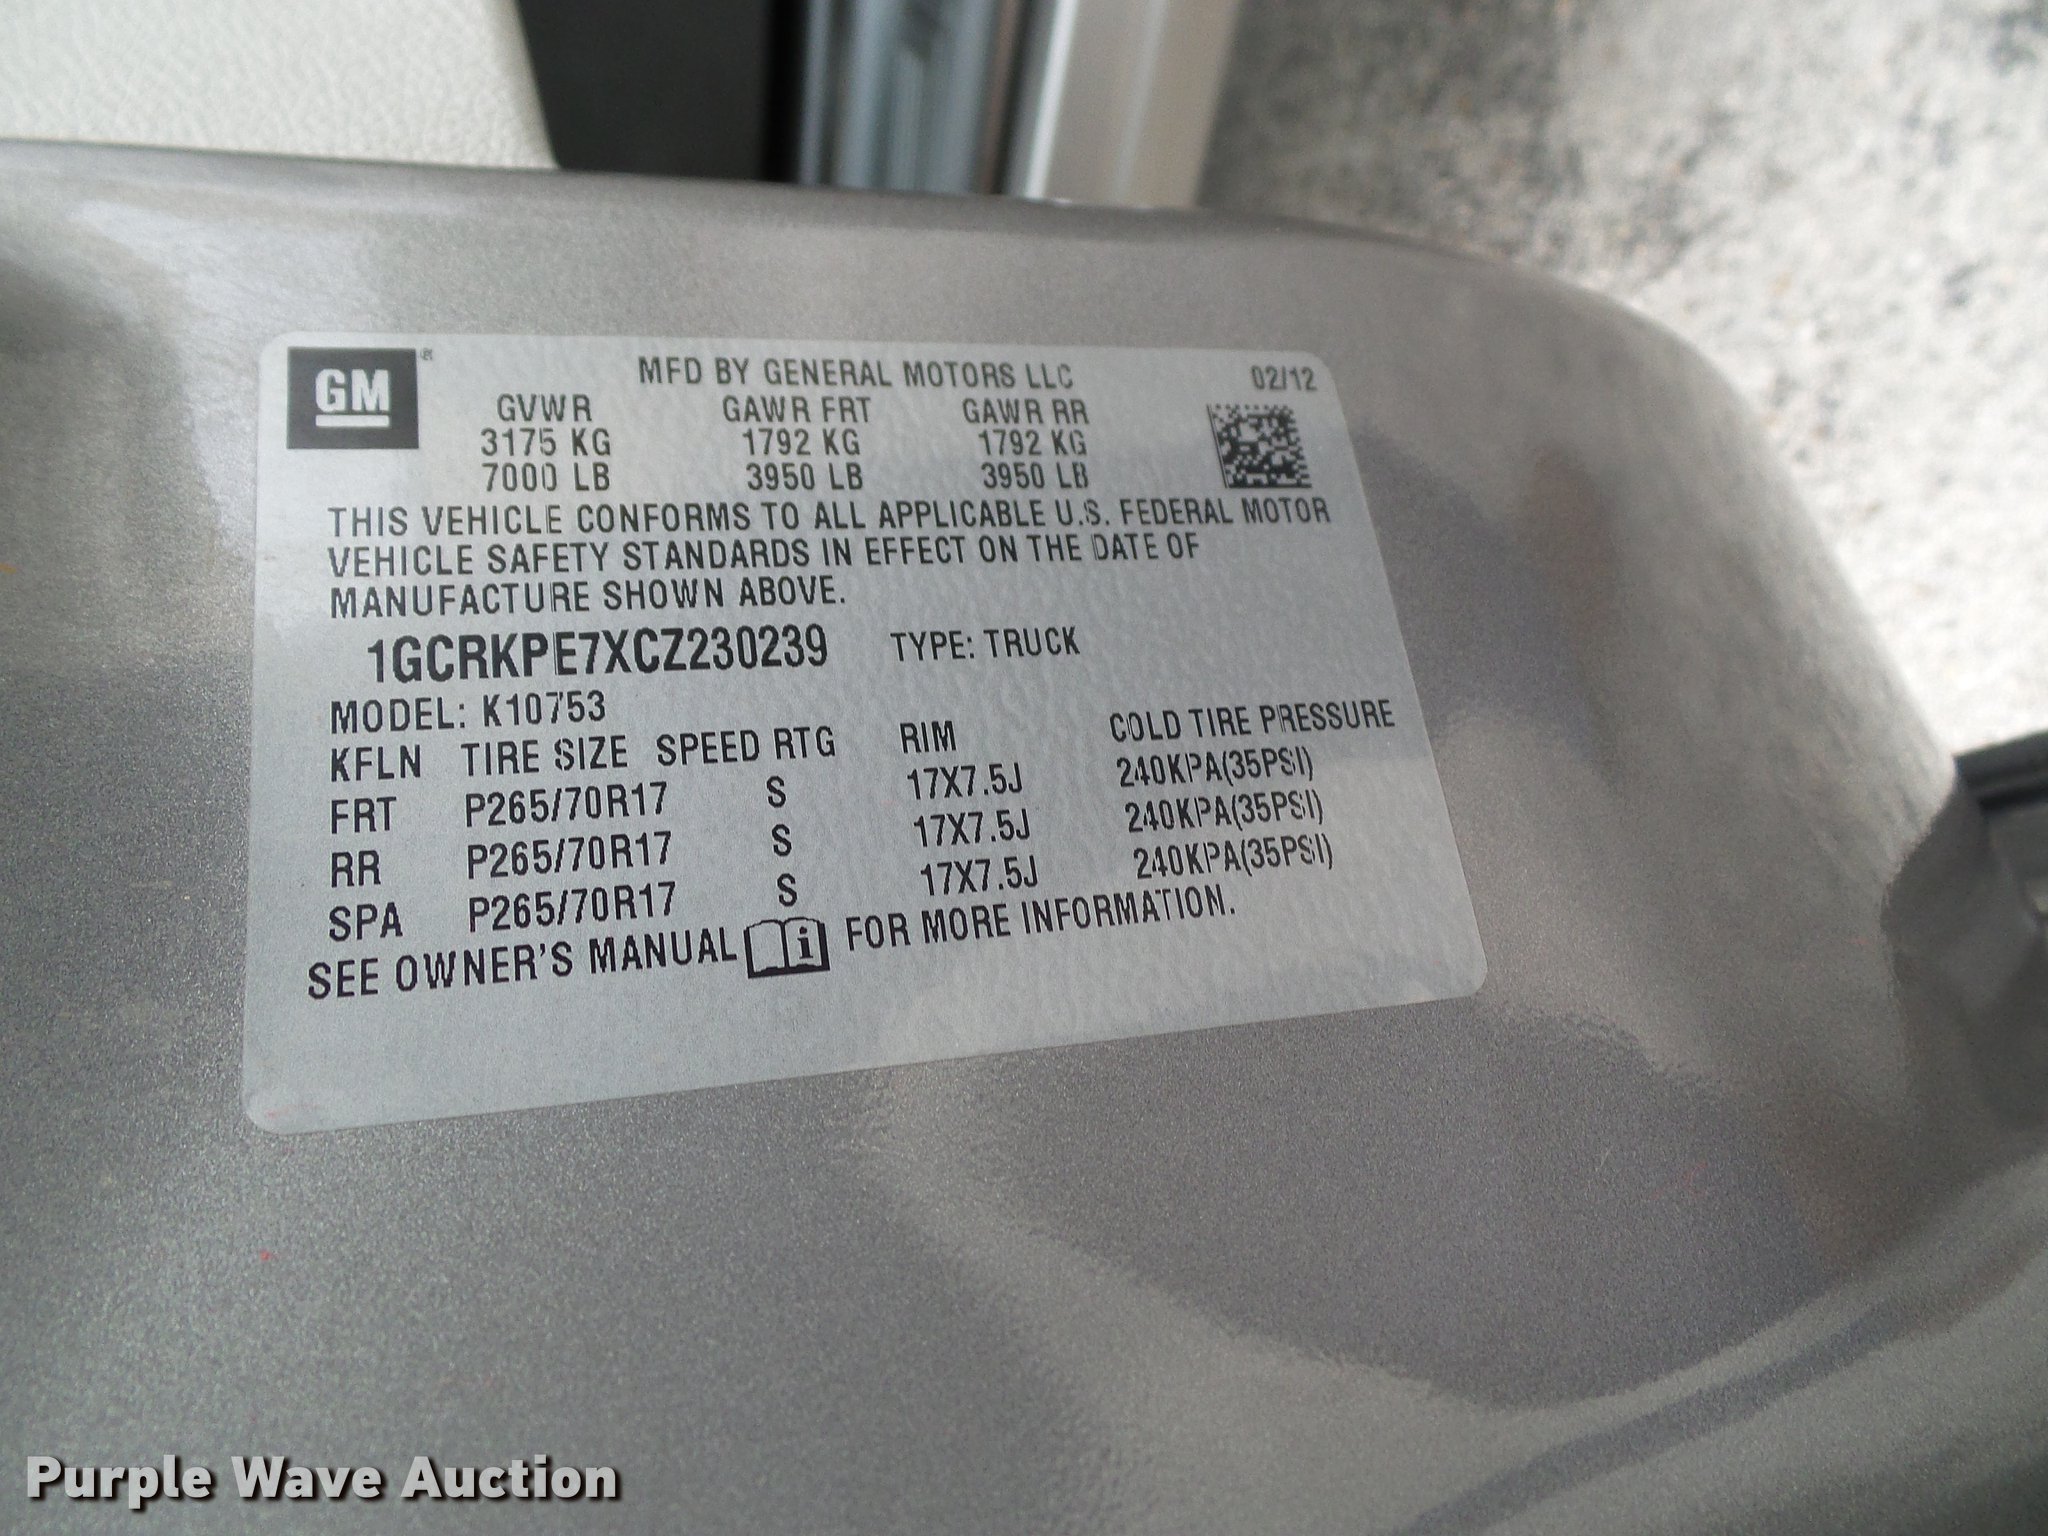 GM®
MFD BY GENERAL MOTORS LLC 02/12
GVWR GAWR FRT GAWR RR
3175 KG 1792 KG 1792 KG
7000 LB 3950 LB 3950 LB
THIS VEHICLE CONFORMS TO ALL APPLICABLE U.S. FEDERAL MOTOR
VEHICLE SAFETY STANDARDS IN EFFECT ON THE DATE OF
MANUFACTURE SHOWN ABOVE.
1GCRKPE7XCZ230239 TYPE: TRUCK
MODEL: K10753
KFLN TIRE SIZE SPEED RTG RIM COLD TIRE PRESSURE
FRT P265/70R17 S 17X7.5J 240KPA(35PSI)
RR P265/70R17 S 17X7.5J 240KPA(35PSI)
SPA P265/70R17 S 17X7.5J 240KPA(35PSI)
SEE OWNER'S MANUAL i FOR MORE INFORMATION.
Purple Wave Auction